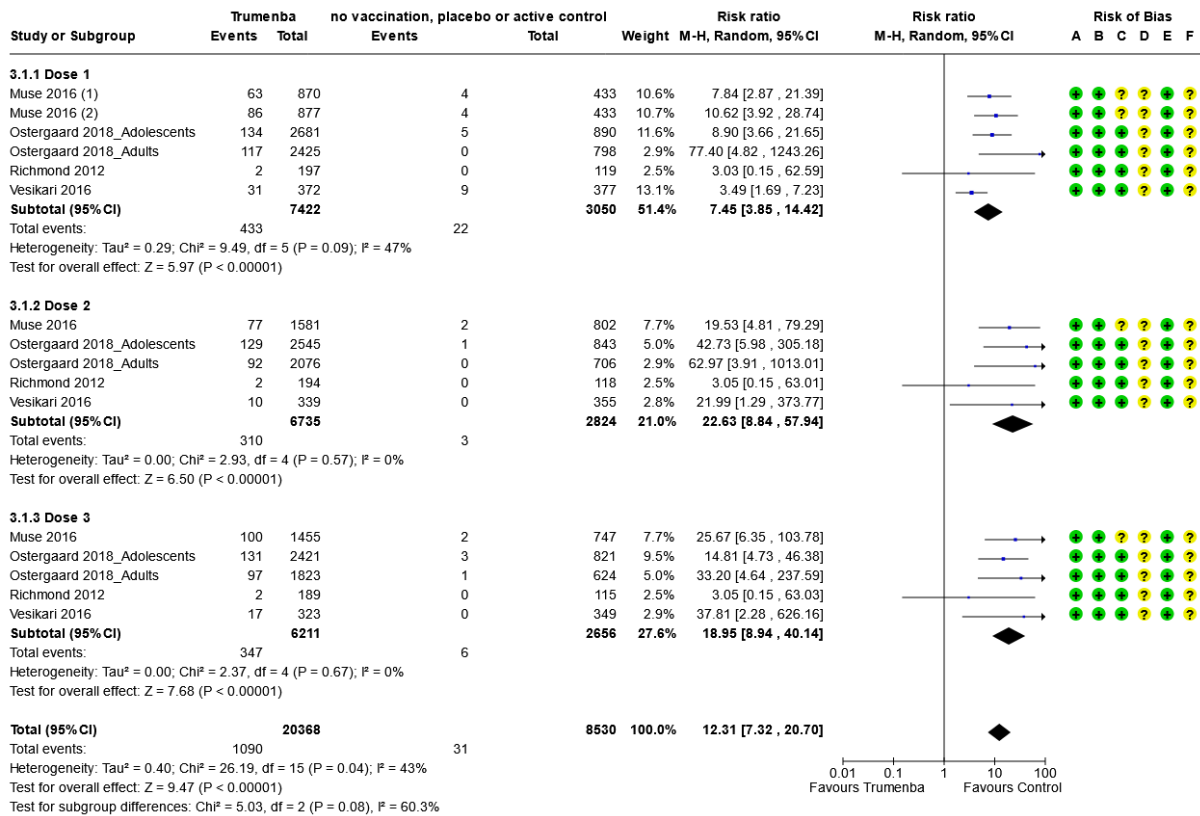 Trumenba no vaccination, placebo or active control Risk ratio Risk ratio Risk of Bias
Study or Subgroup Events Total Events Total Weight M-H, Random, 95% CI M-H, Random, 95% CI A B C D E F
3.1.1 Dose 1
Muse 2016 (1) 63 870 4 433 10.6% 7.84 [2.87 , 21.39] + + ? ? + ?
Muse 2016 (2) 86 877 4 433 10.7% 10.62 [3.92 , 28.74] + + ? ? + ?
Ostergaard 2018_Adolescents 134 2681 5 890 11.6% 8.90 [3.66 , 21.65] + + + ? + ?
Ostergaard 2018_Adults 117 2425 0 798 2.9% 77.40 [4.82 , 1243.26] + + + ? + ?
Richmond 2012 2 197 0 119 2.5% 3.03 [0.15 , 62.59] + + + ? + ?
Vesikari 2016 31 372 9 377 13.1% 3.49 [1.69 , 7.23] + + + ? + ?
Subtotal (95% CI) 7422 3050 51.4% 7.45 [3.85 , 14.42]
Total events: 433 22
Heterogeneity: Tau² = 0.29; Chi² = 9.49, df = 5 (P = 0.09); I² = 47%
Test for overall effect: Z = 5.97 (P < 0.00001)
3.1.2 Dose 2
Muse 2016 77 1581 2 802 7.7% 19.53 [4.81 , 79.29] + + ? ? + ?
Ostergaard 2018_Adolescents 129 2545 1 843 5.0% 42.73 [5.98 , 305.18] + + + ? + ?
Ostergaard 2018_Adults 92 2076 0 706 2.9% 62.97 [3.91 , 1013.01] + + + ? + ?
Richmond 2012 2 194 0 118 2.5% 3.05 [0.15 , 63.01] + + + ? + ?
Vesikari 2016 10 339 0 355 2.8% 21.99 [1.29 , 373.77] + + + ? + ?
Subtotal (95% CI) 6735 2824 21.0% 22.63 [8.84 , 57.94]
Total events: 310 3
Heterogeneity: Tau² = 0.00; Chi² = 2.93, df = 4 (P = 0.57); I² = 0%
Test for overall effect: Z = 6.50 (P < 0.00001)
3.1.3 Dose 3
Muse 2016 100 1455 2 747 7.7% 25.67 [6.35 , 103.78] + + ? ? + ?
Ostergaard 2018_Adolescents 131 2421 3 821 9.5% 14.81 [4.73 , 46.38] + + + ? + ?
Ostergaard 2018_Adults 97 1823 1 624 5.0% 33.20 [4.64 , 237.59] + + + ? + ?
Richmond 2012 2 189 0 115 2.5% 3.05 [0.15 , 63.03] + + + ? + ?
Vesikari 2016 17 323 0 349 2.9% 37.81 [2.28 , 626.16] + + + ? + ?
Subtotal (95% CI) 6211 2656 27.6% 18.95 [8.94 , 40.14]
Total events: 347 6
Heterogeneity: Tau² = 0.00; Chi² = 2.37, df = 4 (P = 0.67); I² = 0%
Test for overall effect: Z = 7.68 (P < 0.00001)
Total (95% CI) 20368 8530 100.0% 12.31 [7.32 , 20.70]
Total events: 1090 31
Heterogeneity: Tau² = 0.40; Chi² = 26.19, df = 15 (P = 0.04); I² = 43%
Test for overall effect: Z = 9.47 (P < 0.00001)
Test for subgroup differences: Chi² = 5.03, df = 2 (P = 0.08), I² = 60.3%
0.01 0.1 1 10 100
Favours Trumenba Favours Control